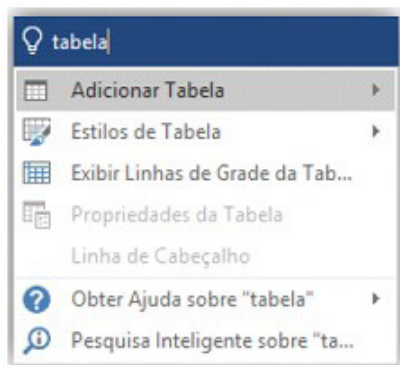 tabela
Adicionar Tabela
Estilos de Tabela
Exibir Linhas de Grade da Tab...
Propriedades da Tabela
Linha de Cabeçalho
Obter Ajuda sobre "tabela"
Pesquisa Inteligente sobre "ta...